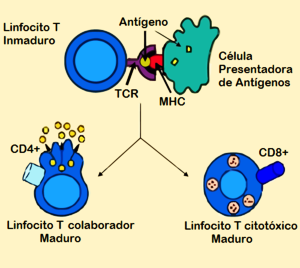 Linfocito T
Inmaduro
Antígeno
Célula
Presentadora
de Antígenos
TCR
MHC
CD4+
CD8+
Linfocito T colaborador
Maduro
Linfocito T citotóxico
Maduro